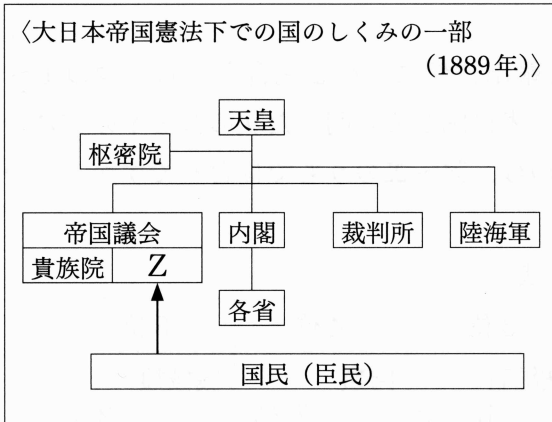 〈大日本帝国憲法下での国のしくみの一部
（1889年）〉
天皇
枢密院
帝国議会
内閣
裁判所
陸海軍
貴族院
Z
各省
国民（臣民）